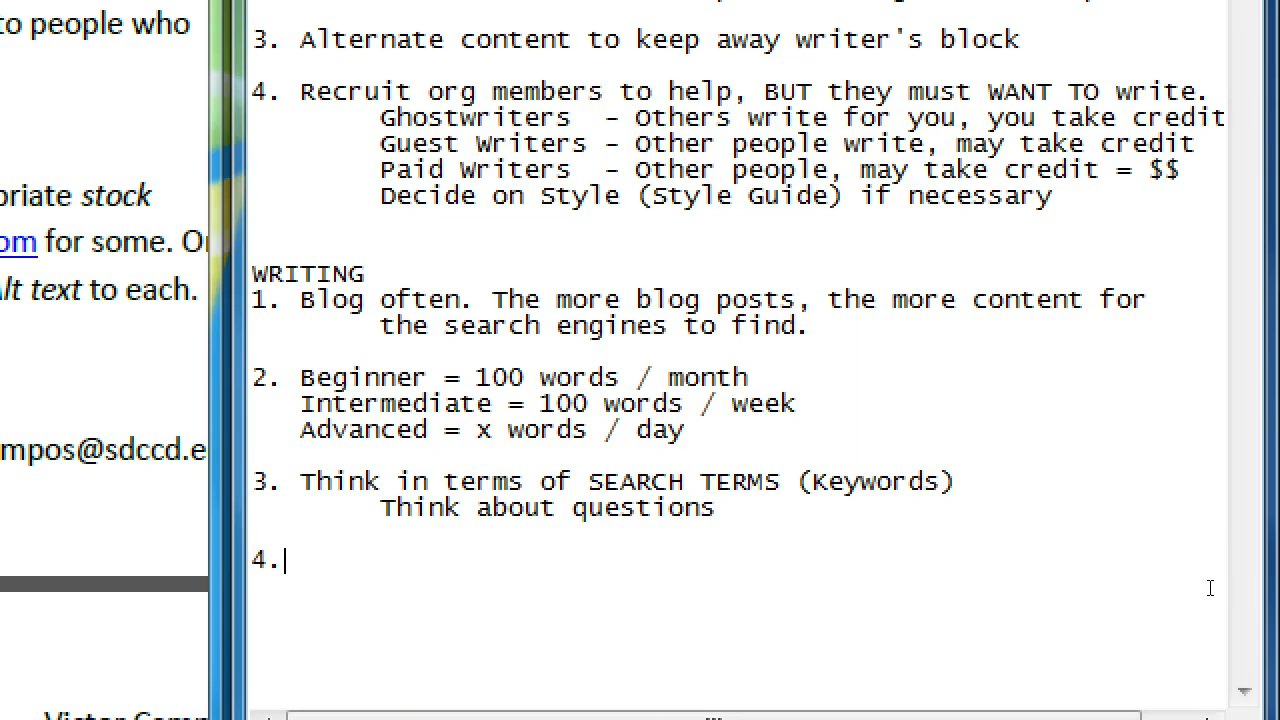 to people who
opriate stock
om for some. Or
Alt text to each.
mpos@sdccd.e
3. Alternate content to keep away writer's block
4. Recruit org members to help, BUT they must WANT TO write.
Ghostwriters - Others write for you, you take credit
Guest Writers - Other people write, may take credit
Paid Writers - Other people, may take credit = $$
Decide on Style (Style Guide) if necessary
WRITING
1. Blog often. The more blog posts, the more content for
the search engines to find.
2. Beginner = 100 words / month
Intermediate = 100 words / week
Advanced = x words / day
3. Think in terms of SEARCH TERMS (Keywords)
Think about questions
4.